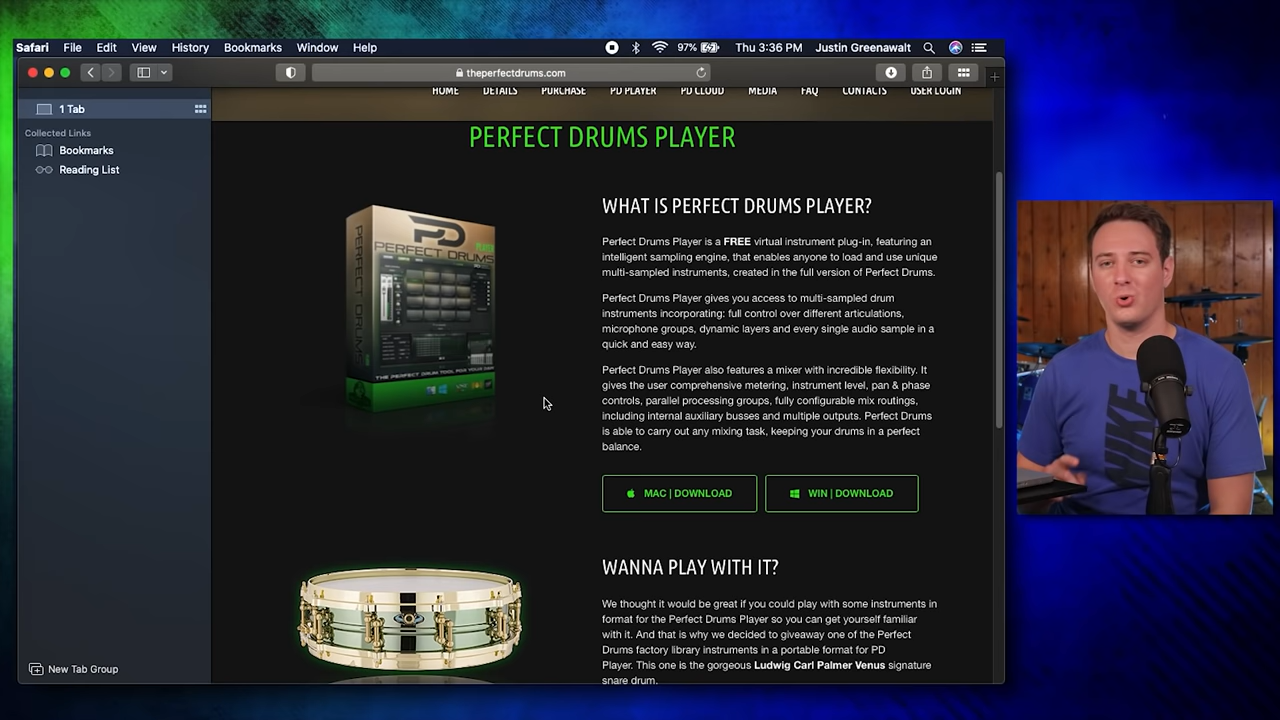 Safari File Edit View History Bookmarks Window Help 97% Thu 3:36 PM Justin Greenawalt
theperfectdrums.com
1 Tab
Collected Links
Bookmarks
Reading List
New Tab Group
HOME DETAILS PURCHASE PD PLAYER PD CLOUD MEDIA FAQ CONTACTS USER LOGIN
PERFECT DRUMS PLAYER
PD
PERFECT DRUMS
PLAYER
PERFECT DRUMS
WHAT IS PERFECT DRUMS PLAYER?
Perfect Drums Player is a FREE virtual instrument plug-in, featuring an
intelligent sampling engine, that enables anyone to load and use unique
multi-sampled instruments, created in the full version of Perfect Drums.
Perfect Drums Player gives you access to multi-sampled drum
instruments incorporating: full control over different articulations,
microphone groups, dynamic layers and every single audio sample in a
quick and easy way.
Perfect Drums Player also features a mixer with incredible flexibility. It
gives the user comprehensive metering, instrument level, pan & phase
controls, parallel processing groups, fully configurable mix routings,
including internal auxiliary busses and multiple outputs. Perfect Drums
is able to carry out any mixing task, keeping your drums in a perfect
balance.
MAC | DOWNLOAD WIN | DOWNLOAD
WANNA PLAY WITH IT?
We thought it would be great if you could play with some instruments in
format for the Perfect Drums Player so you can get yourself familiar
with it. And that is why we decided to giveaway one of the Perfect
Drums factory library instruments in a portable format for PD
Player. This one is the gorgeous Ludwig Carl Palmer Venus signature
snare drum.
NIKE